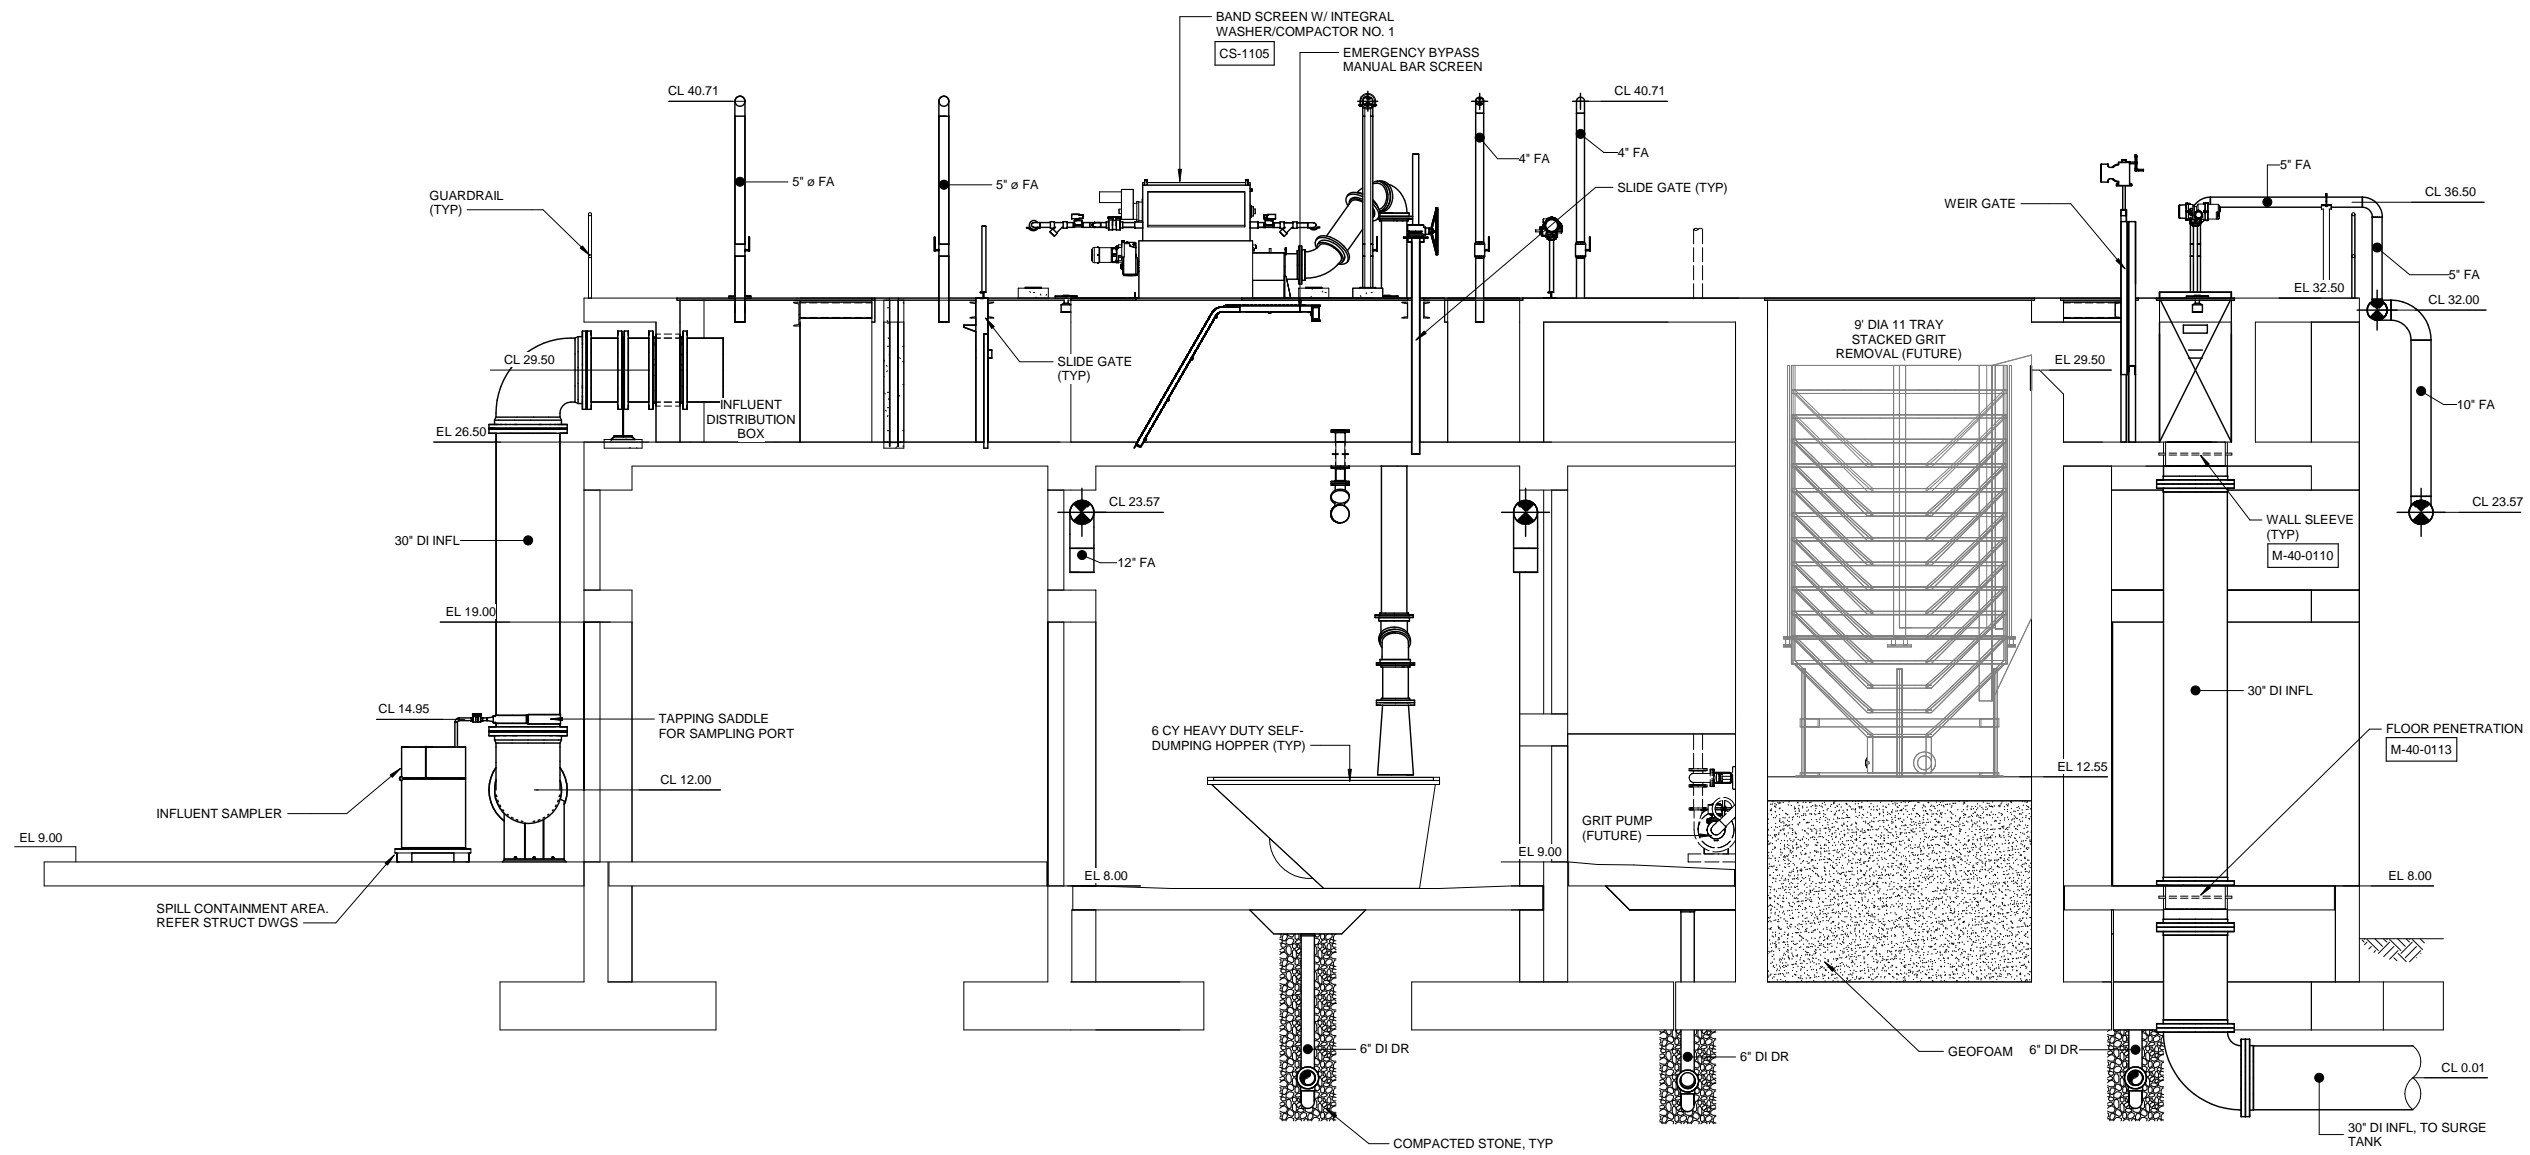 BAND SCREEN W/ INTEGRAL
WASHER/COMPACTOR NO. 1
CS-1105
EMERGENCY BYPASS
MANUAL BAR SCREEN
CL 40.71
CL 40.71
4" FA
4" FA
5" FA
5" ø FA
5" ø FA
GUARDRAIL
(TYP)
SLIDE GATE (TYP)
WEIR GATE
CL 36.50
5" FA
EL 32.50
CL 32.00
9' DIA 11 TRAY
STACKED GRIT
REMOVAL (FUTURE)
CL 29.50
SLIDE GATE
(TYP)
EL 29.50
INFLUENT
DISTRIBUTION
BOX
10" FA
EL 26.50
CL 23.57
CL 23.57
WALL SLEEVE
(TYP)
M-40-0110
30" DI INFL
12" FA
EL 19.00
30" DI INFL
CL 14.95
TAPPING SADDLE
FOR SAMPLING PORT
6 CY HEAVY DUTY SELF-
DUMPING HOPPER (TYP)
FLOOR PENETRATION
M-40-0113
CL 12.00
EL 12.55
INFLUENT SAMPLER
GRIT PUMP
(FUTURE)
EL 9.00
EL 9.00
EL 8.00
EL 8.00
SPILL CONTAINMENT AREA.
REFER STRUCT DWGS
6" DI DR
6" DI DR
GEOFOAM
6" DI DR
CL 0.01
COMPACTED STONE, TYP
30" DI INFL, TO SURGE
TANK